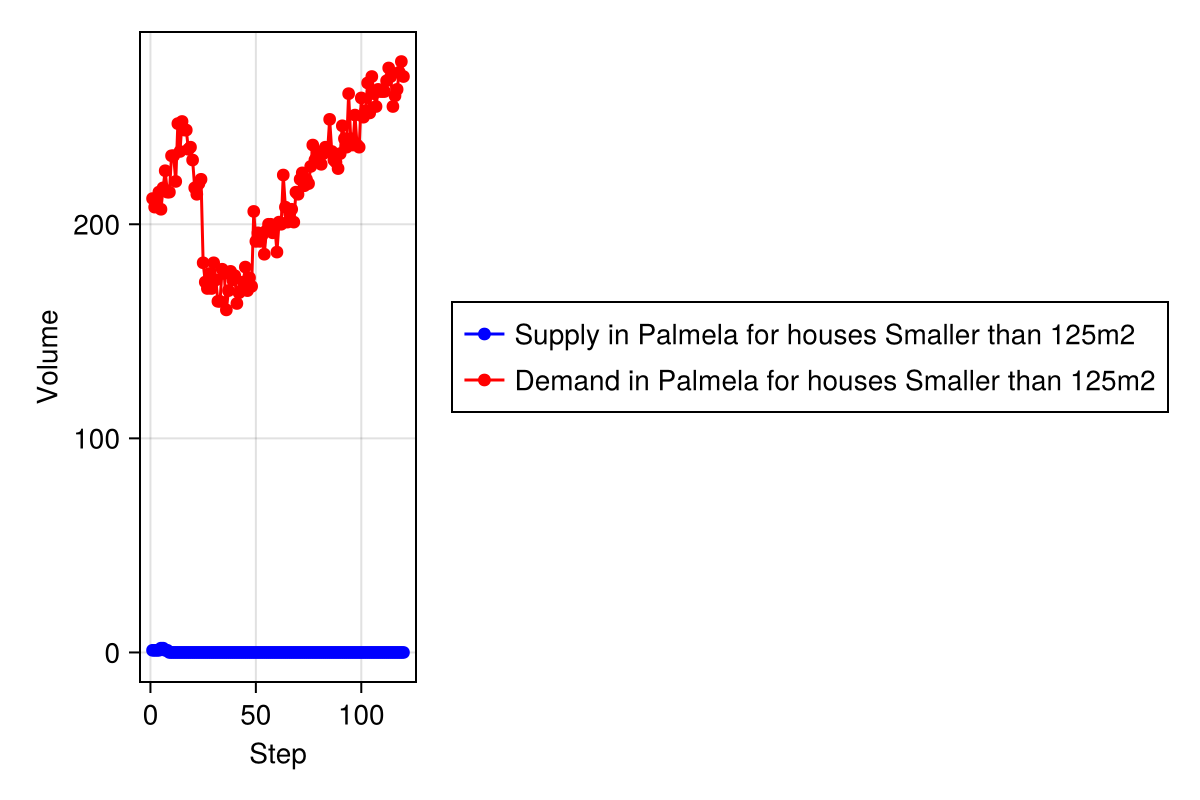 Volume
200
100
0
0 50 100
Step
Supply in Palmela for houses Smaller than 125m2
Demand in Palmela for houses Smaller than 125m2